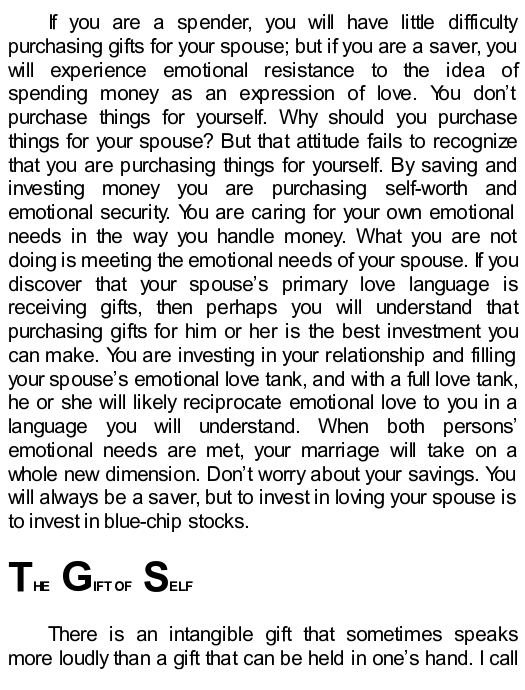 If you are a spender, you will have little difficulty
purchasing gifts for your spouse; but if you are a saver, you
will experience emotional resistance to the idea of
spending money as an expression of love. You don't
purchase things for yourself. Why should you purchase
things for your spouse? But that attitude fails to recognize
that you are purchasing things for yourself. By saving and
investing money you are purchasing self-worth and
emotional security. You are caring for your own emotional
needs in the way you handle money. What you are not
doing is meeting the emotional needs of your spouse. If you
discover that your spouse's primary love language is
receiving gifts, then perhaps you will understand that
purchasing gifts for him or her is the best investment you
can make. You are investing in your relationship and filling
your spouse's emotional love tank, and with a full love tank,
he or she will likely reciprocate emotional love to you in a
language you will understand. When both persons'
emotional needs are met, your marriage will take on a
whole new dimension. Don't worry about your savings. You
will always be a saver, but to invest in loving your spouse is
to invest in blue-chip stocks.
THE GIFT OF SELF
There is an intangible gift that sometimes speaks
more loudly than a gift that can be held in one's hand. I call